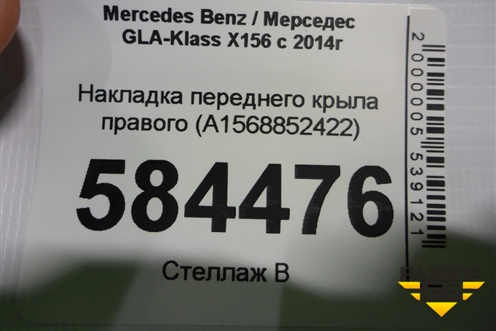 Mercedes Benz / Мерседес
GLA-Klass X156 с 2014г
Накладка переднего крыла
правого (A1568852422)
584476
Стеллаж В
2000005539121